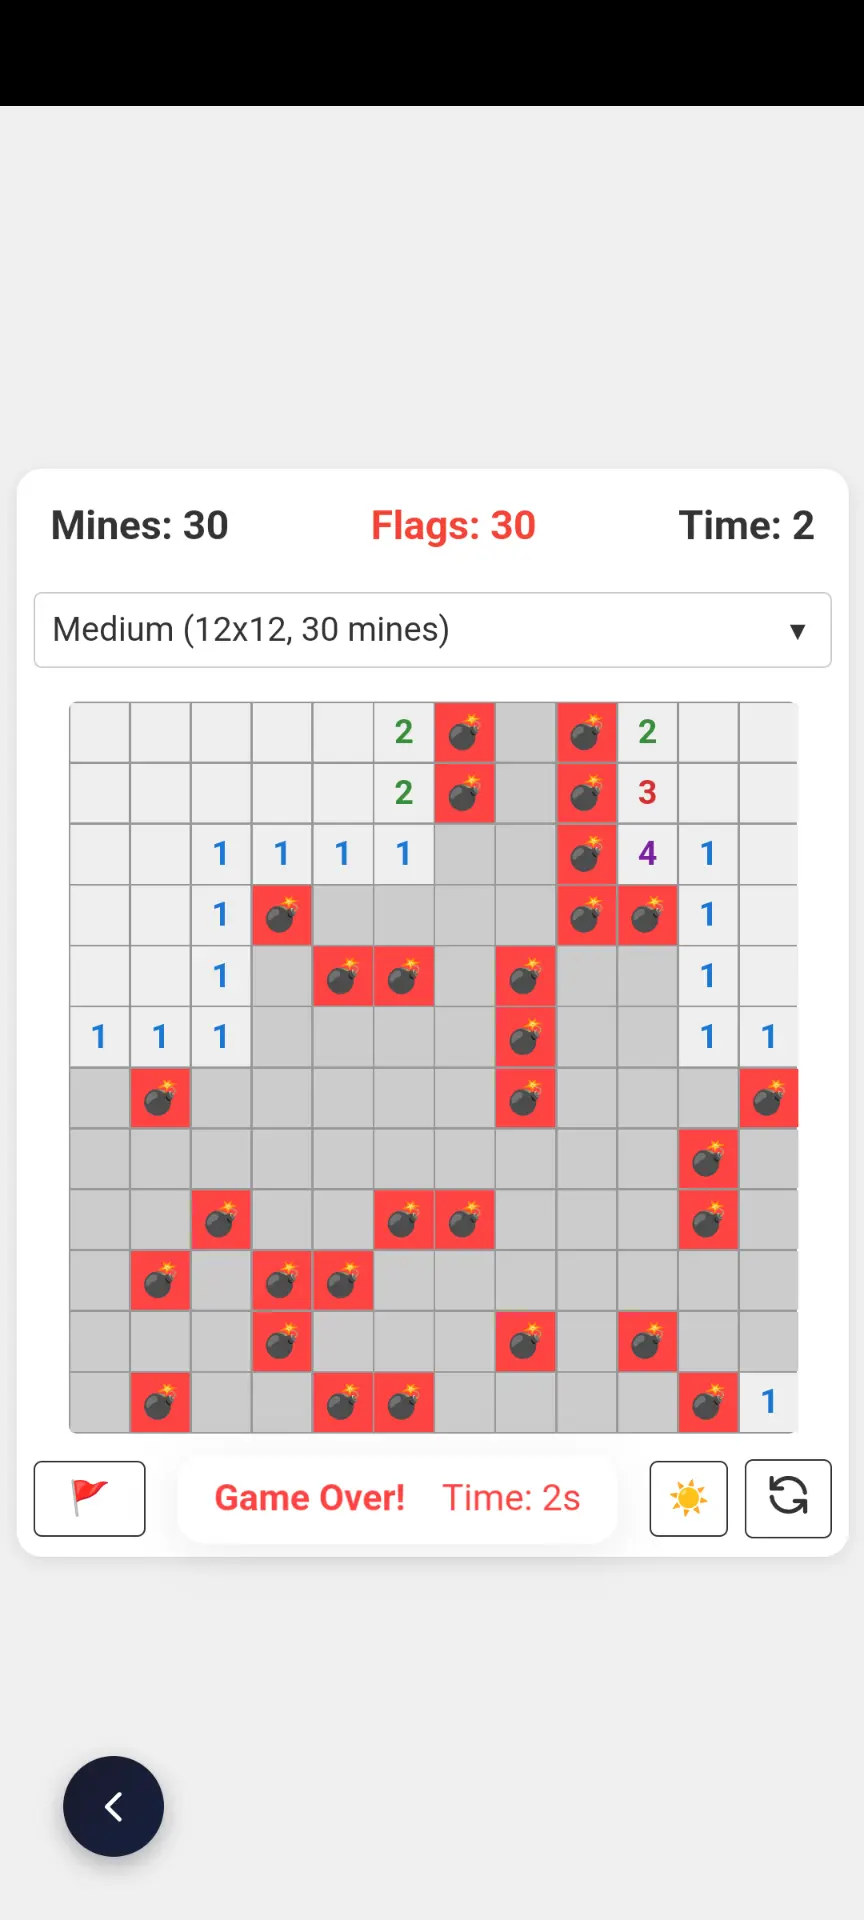 Mines: 30 Flags: 30 Time: 2
Medium (12x12, 30 mines) ▼
2 2
2 3
1 1 1 1 4 1
1 1
1 1
1 1 1 1 1
1
Game Over! Time: 2s